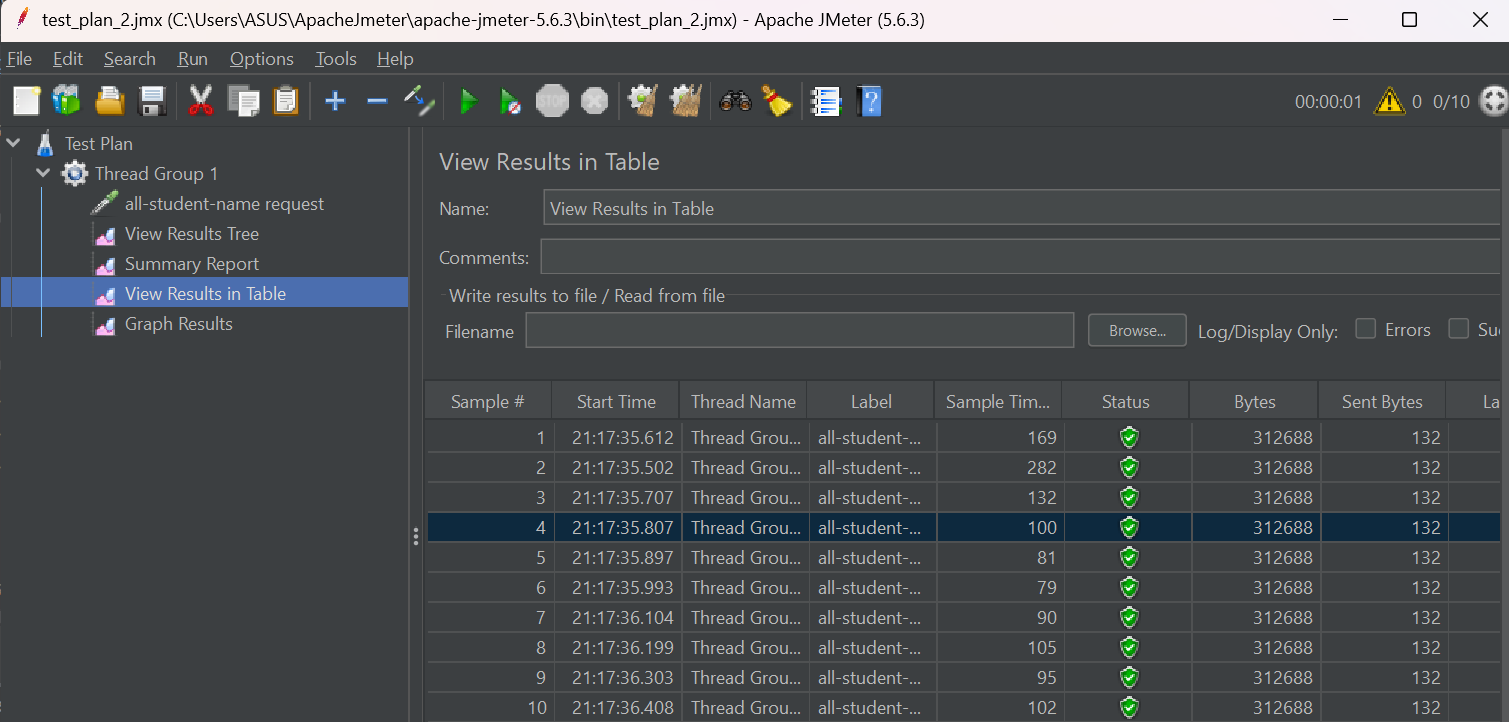 test_plan_2.jmx (C:\Users\ASUS\ApacheJmeter\apache-jmeter-5.6.3\bin\test_plan_2.jmx) - Apache JMeter (5.6.3)
File Edit Search Run Options Tools Help
STOP 00:00:01 0 0/10
Test Plan
Thread Group 1
all-student-name request
View Results Tree
Summary Report
View Results in Table
Graph Results
View Results in Table
Name: View Results in Table
Comments:
Write results to file / Read from file
Filename Browse... Log/Display Only: Errors Su
Sample # Start Time Thread Name Label Sample Tim... Status Bytes Sent Bytes La
1 21:17:35.612 Thread Grou... all-student-... 169 312688 132
2 21:17:35.502 Thread Grou... all-student-... 282 312688 132
3 21:17:35.707 Thread Grou... all-student-... 132 312688 132
4 21:17:35.807 Thread Grou... all-student-... 100 312688 132
5 21:17:35.897 Thread Grou... all-student-... 81 312688 132
6 21:17:35.993 Thread Grou... all-student-... 79 312688 132
7 21:17:36.104 Thread Grou... all-student-... 90 312688 132
8 21:17:36.199 Thread Grou... all-student-... 105 312688 132
9 21:17:36.303 Thread Grou... all-student-... 95 312688 132
10 21:17:36.408 Thread Grou... all-student-... 102 312688 132